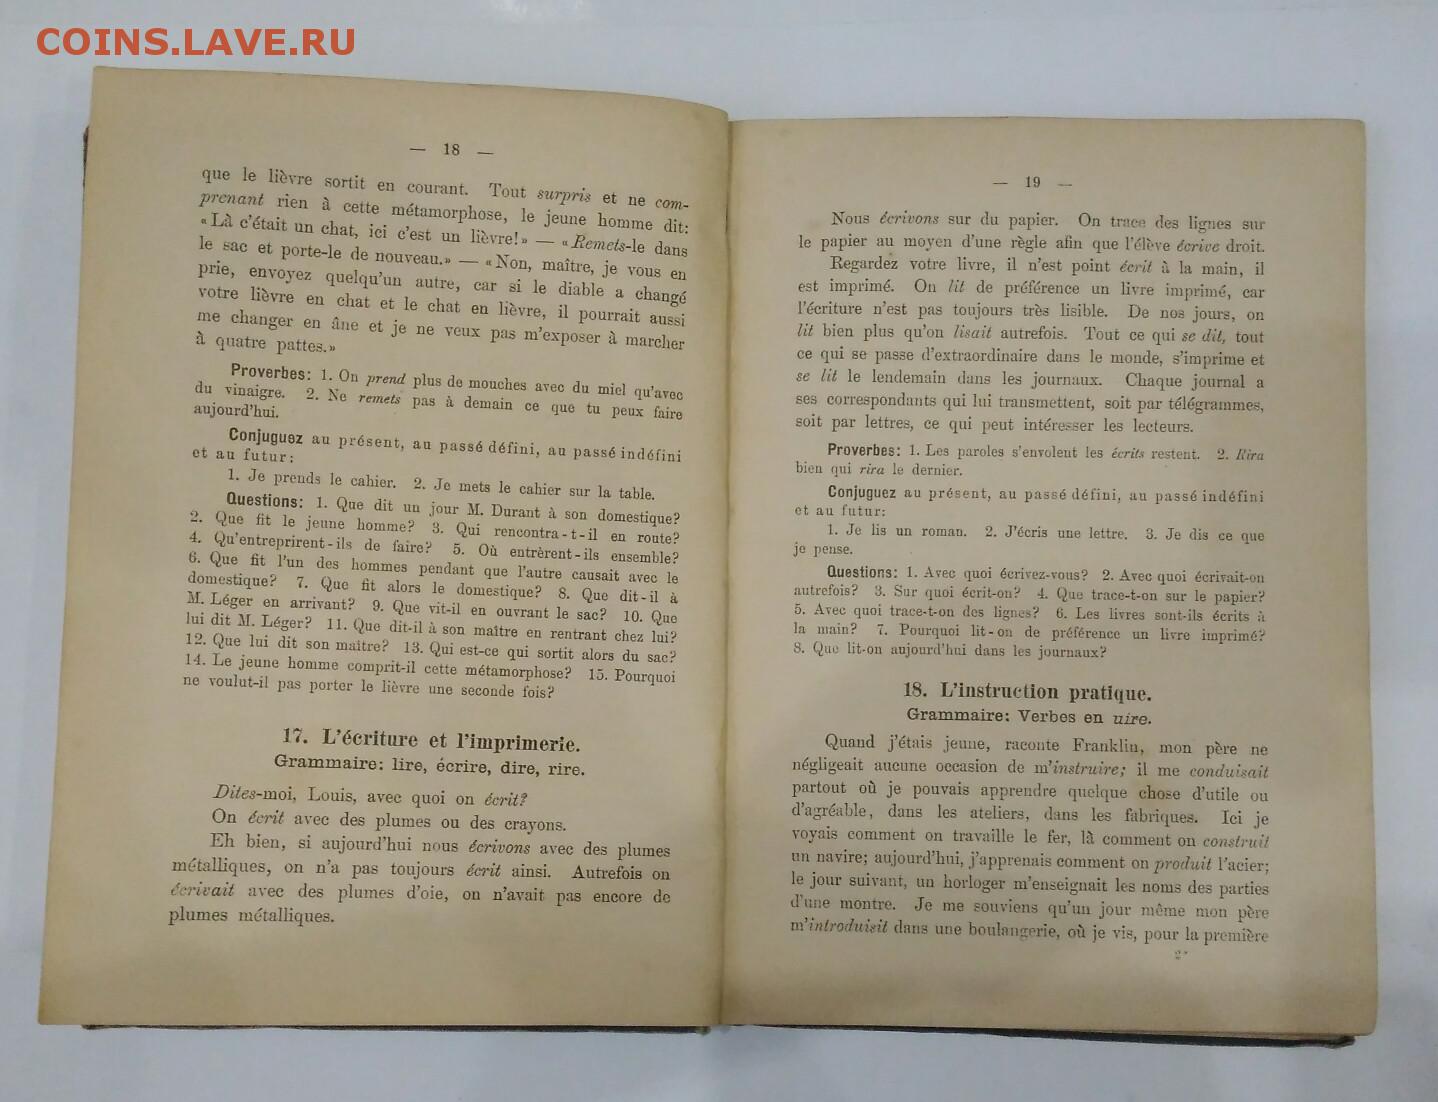 COINS.LAVE.RU
— 18 —
que le lièvre sortit en courant. Tout surpris et ne com-
prenant rien à cette métamorphose, le jeune homme dit:
«Là c'était un chat, ici c'est un lièvre!» — «Remets-le dans
le sac et porte-le de nouveau.» — «Non, maître, je vous en
prie, envoyez quelqu'un autre, car si le diable a changé
votre lièvre en chat et le chat en lièvre, il pourrait aussi
me changer en âne et je ne veux pas m'exposer à marcher
à quatre pattes.»
Proverbes: 1. On prend plus de mouches avec du miel qu'avec
du vinaigre. 2. Ne remets pas à demain ce que tu peux faire
aujourd'hui.
Conjuguez au présent, au passé défini, au passé indéfini
et au futur:
1. Je prends le cahier. 2. Je mets le cahier sur la table.
Questions: 1. Que dit un jour M. Durant à son domestique?
2. Que fit le jeune homme? 3. Qui rencontra-t-il en route?
4. Qu'entreprirent-ils de faire? 5. Où entrèrent-ils ensemble?
6. Que fit l'un des hommes pendant que l'autre causait avec le
domestique? 7. Que fit alors le domestique? 8. Que dit-il à
M. Léger en arrivant? 9. Que vit-il en ouvrant le sac? 10. Que
lui dit M. Léger? 11. Que dit-il à son maître en rentrant chez lui?
12. Que lui dit son maître? 13. Qui est-ce qui sortit alors du sac?
14. Le jeune homme comprit-il cette métamorphose? 15. Pourquoi
ne voulut-il pas porter le lièvre une seconde fois?
17. L'écriture et l'imprimerie.
Grammaire: lire, écrire, dire, rire.
Dites-moi, Louis, avec quoi on écrit?
On écrit avec des plumes ou des crayons.
Eh bien, si aujourd'hui nous écrivons avec des plumes
métalliques, on n'a pas toujours écrit ainsi. Autrefois on
écrivait avec des plumes d'oie, on n'avait pas encore de
plumes métalliques.
— 19 —
Nous écrivons sur du papier. On trace des lignes sur
le papier au moyen d'une règle afin que l'élève écrive droit.
Regardez votre livre, il n'est point écrit à la main, il
est imprimé. On lit de préférence un livre imprimé, car
l'écriture n'est pas toujours très lisible. De nos jours, on
lit bien plus qu'on lisait autrefois. Tout ce qui se dit, tout
ce qui se passe d'extraordinaire dans le monde, s'imprime et
se lit le lendemain dans les journaux. Chaque journal a
ses correspondants qui lui transmettent, soit par télégrammes,
soit par lettres, ce qui peut intéresser les lecteurs.
Proverbes: 1. Les paroles s'envolent les écrits restent. 2. Rira
bien qui rira le dernier.
Conjuguez au présent, au passé défini, au passé indéfini
et au futur:
1. Je lis un roman. 2. J'écris une lettre. 3. Je dis ce que
je pense.
Questions: 1. Avec quoi écrivez-vous? 2. Avec quoi écrivait-on
autrefois? 3. Sur quoi écrit-on? 4. Que trace-t-on sur le papier?
5. Avec quoi trace-t-on des lignes? 6. Les livres sont-ils écrits à
la main? 7. Pourquoi lit-on de préférence un livre imprimé?
8. Que lit-on aujourd'hui dans les journaux?
18. L'instruction pratique.
Grammaire: Verbes en uire.
Quand j'étais jeune, raconte Franklin, mon père ne
négligeait aucune occasion de m'instruire; il me conduisait
partout où je pouvais apprendre quelque chose d'utile ou
d'agréable, dans les ateliers, dans les fabriques. Ici je
voyais comment on travaille le fer, là comment on construit
un navire; aujourd'hui, j'apprenais comment on produit l'acier;
le jour suivant, un horloger m'enseignait les noms des parties
d'une montre. Je me souviens qu'un jour même mon père
m'introduisit dans une boulangerie, où je vis, pour la première
2*